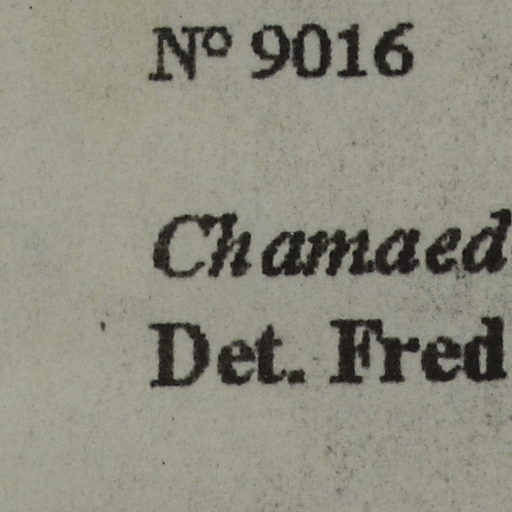 Nº 9016
Chamaed
Det. Fred